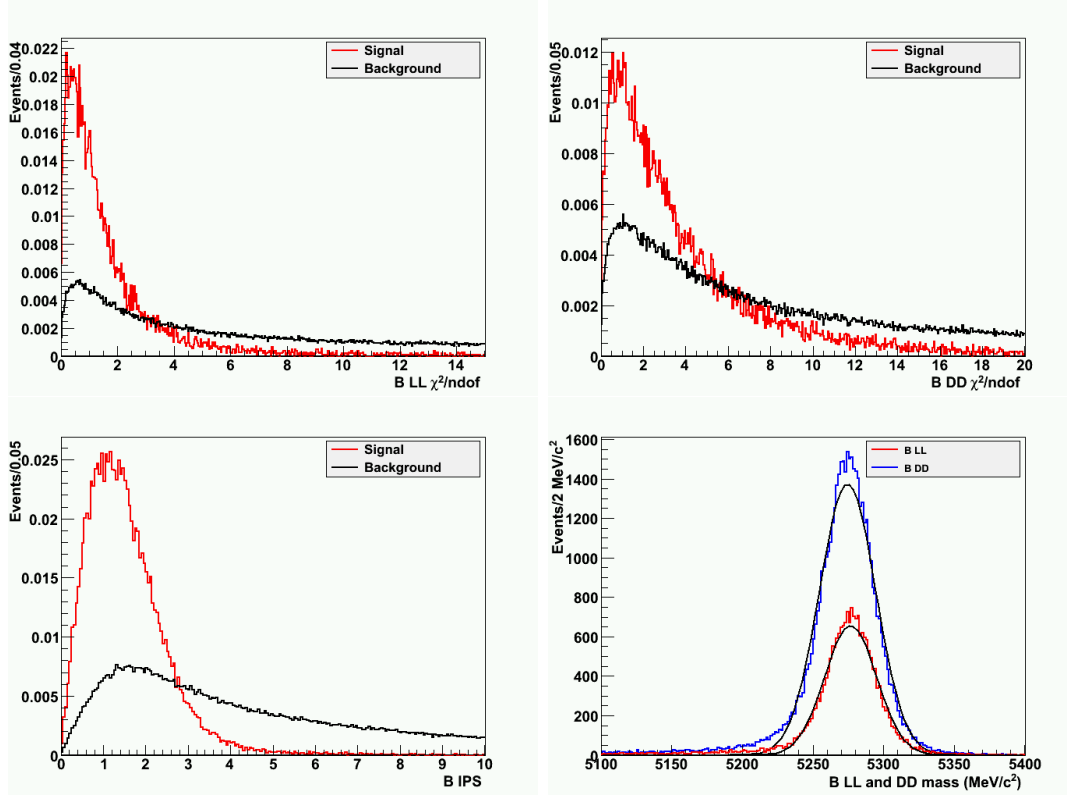 Events/0.04
0.022
0.02
0.018
0.016
0.014
0.012
0.01
0.008
0.006
0.004
0.002
0
Signal
Background
0 2 4 6 8 10 12 14
B LL χ²/ndof
Events/0.05
0.012
0.01
0.008
0.006
0.004
0.002
0
Signal
Background
0 2 4 6 8 10 12 14 16 18 20
B DD χ²/ndof
Events/0.05
0.025
0.02
0.015
0.01
0.005
0
Signal
Background
0 1 2 3 4 5 6 7 8 9 10
B IPS
Events/2 MeV/c²
1600
1400
1200
1000
800
600
400
200
0
B LL
B DD
5100 5150 5200 5250 5300 5350 5400
B LL and DD mass (MeV/c²)